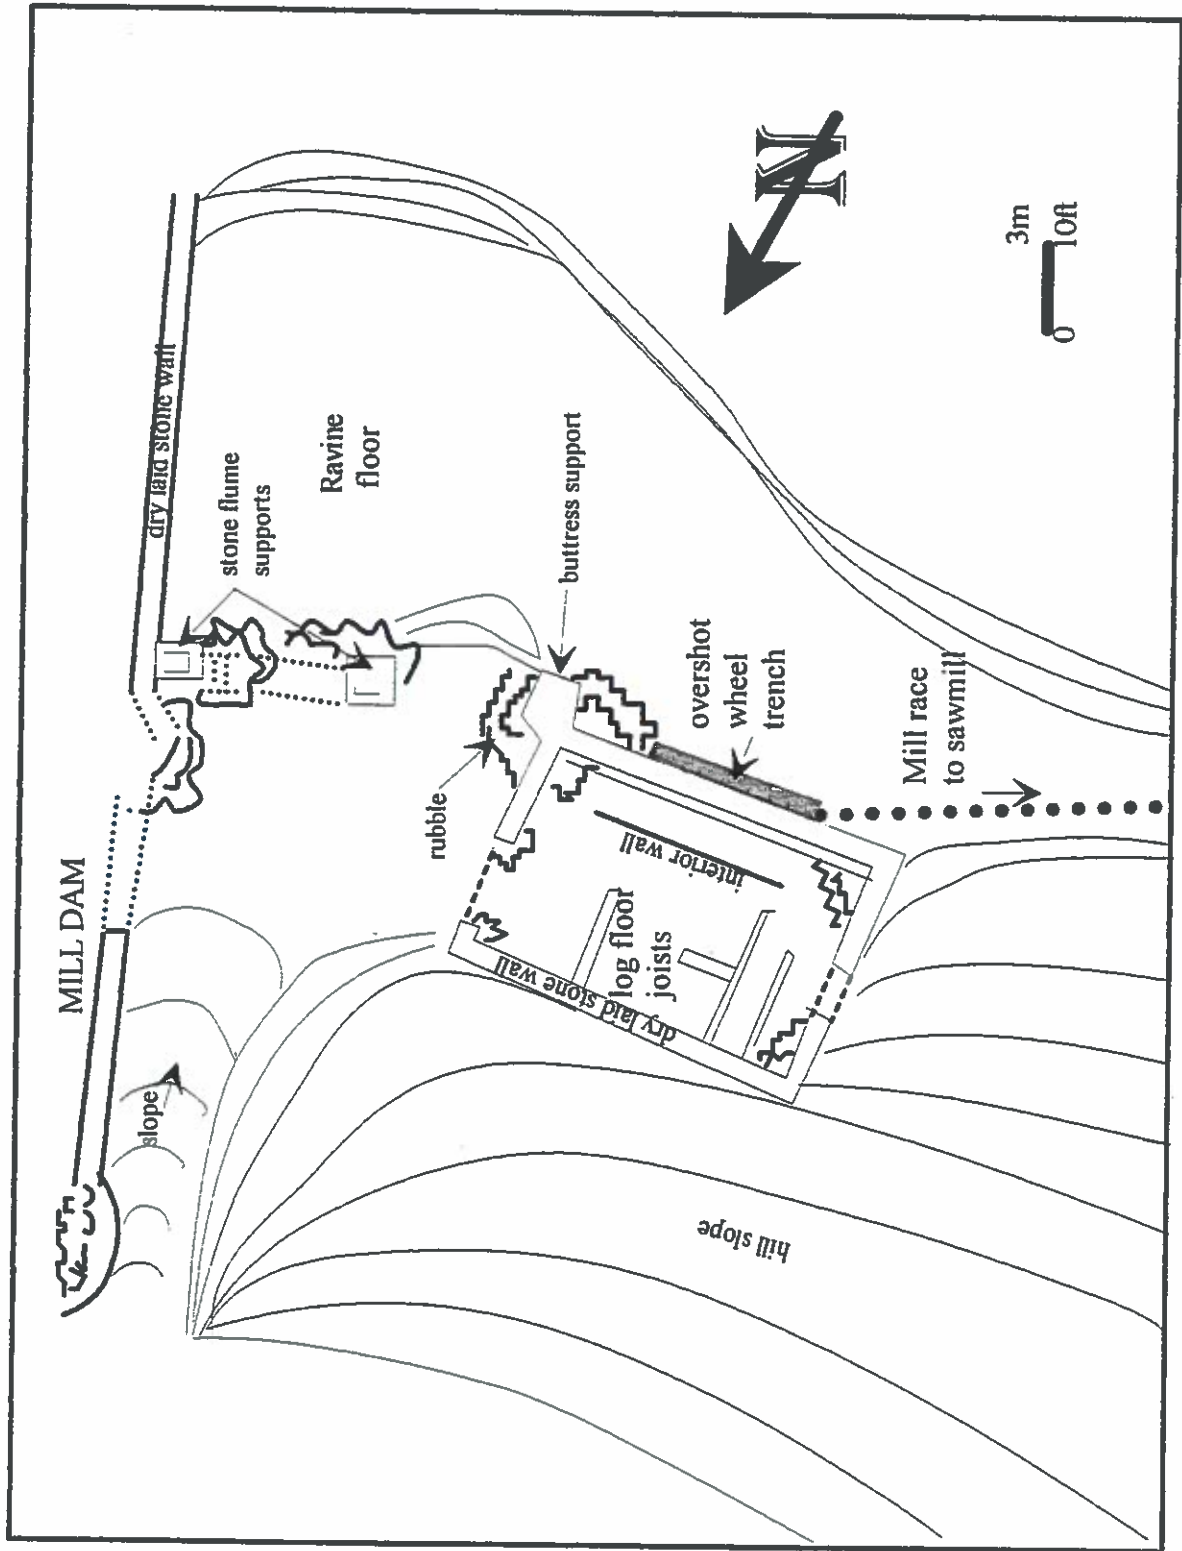 MILL DAM
dry laid stone wall
slope
stone flume
supports
Ravine
floor
rubble
buttress support
overshot
wheel
trench
interior wall
log floor
joists
dry laid stone wall
hill slope
Mill race
to sawmill
N
3m
0
10ft